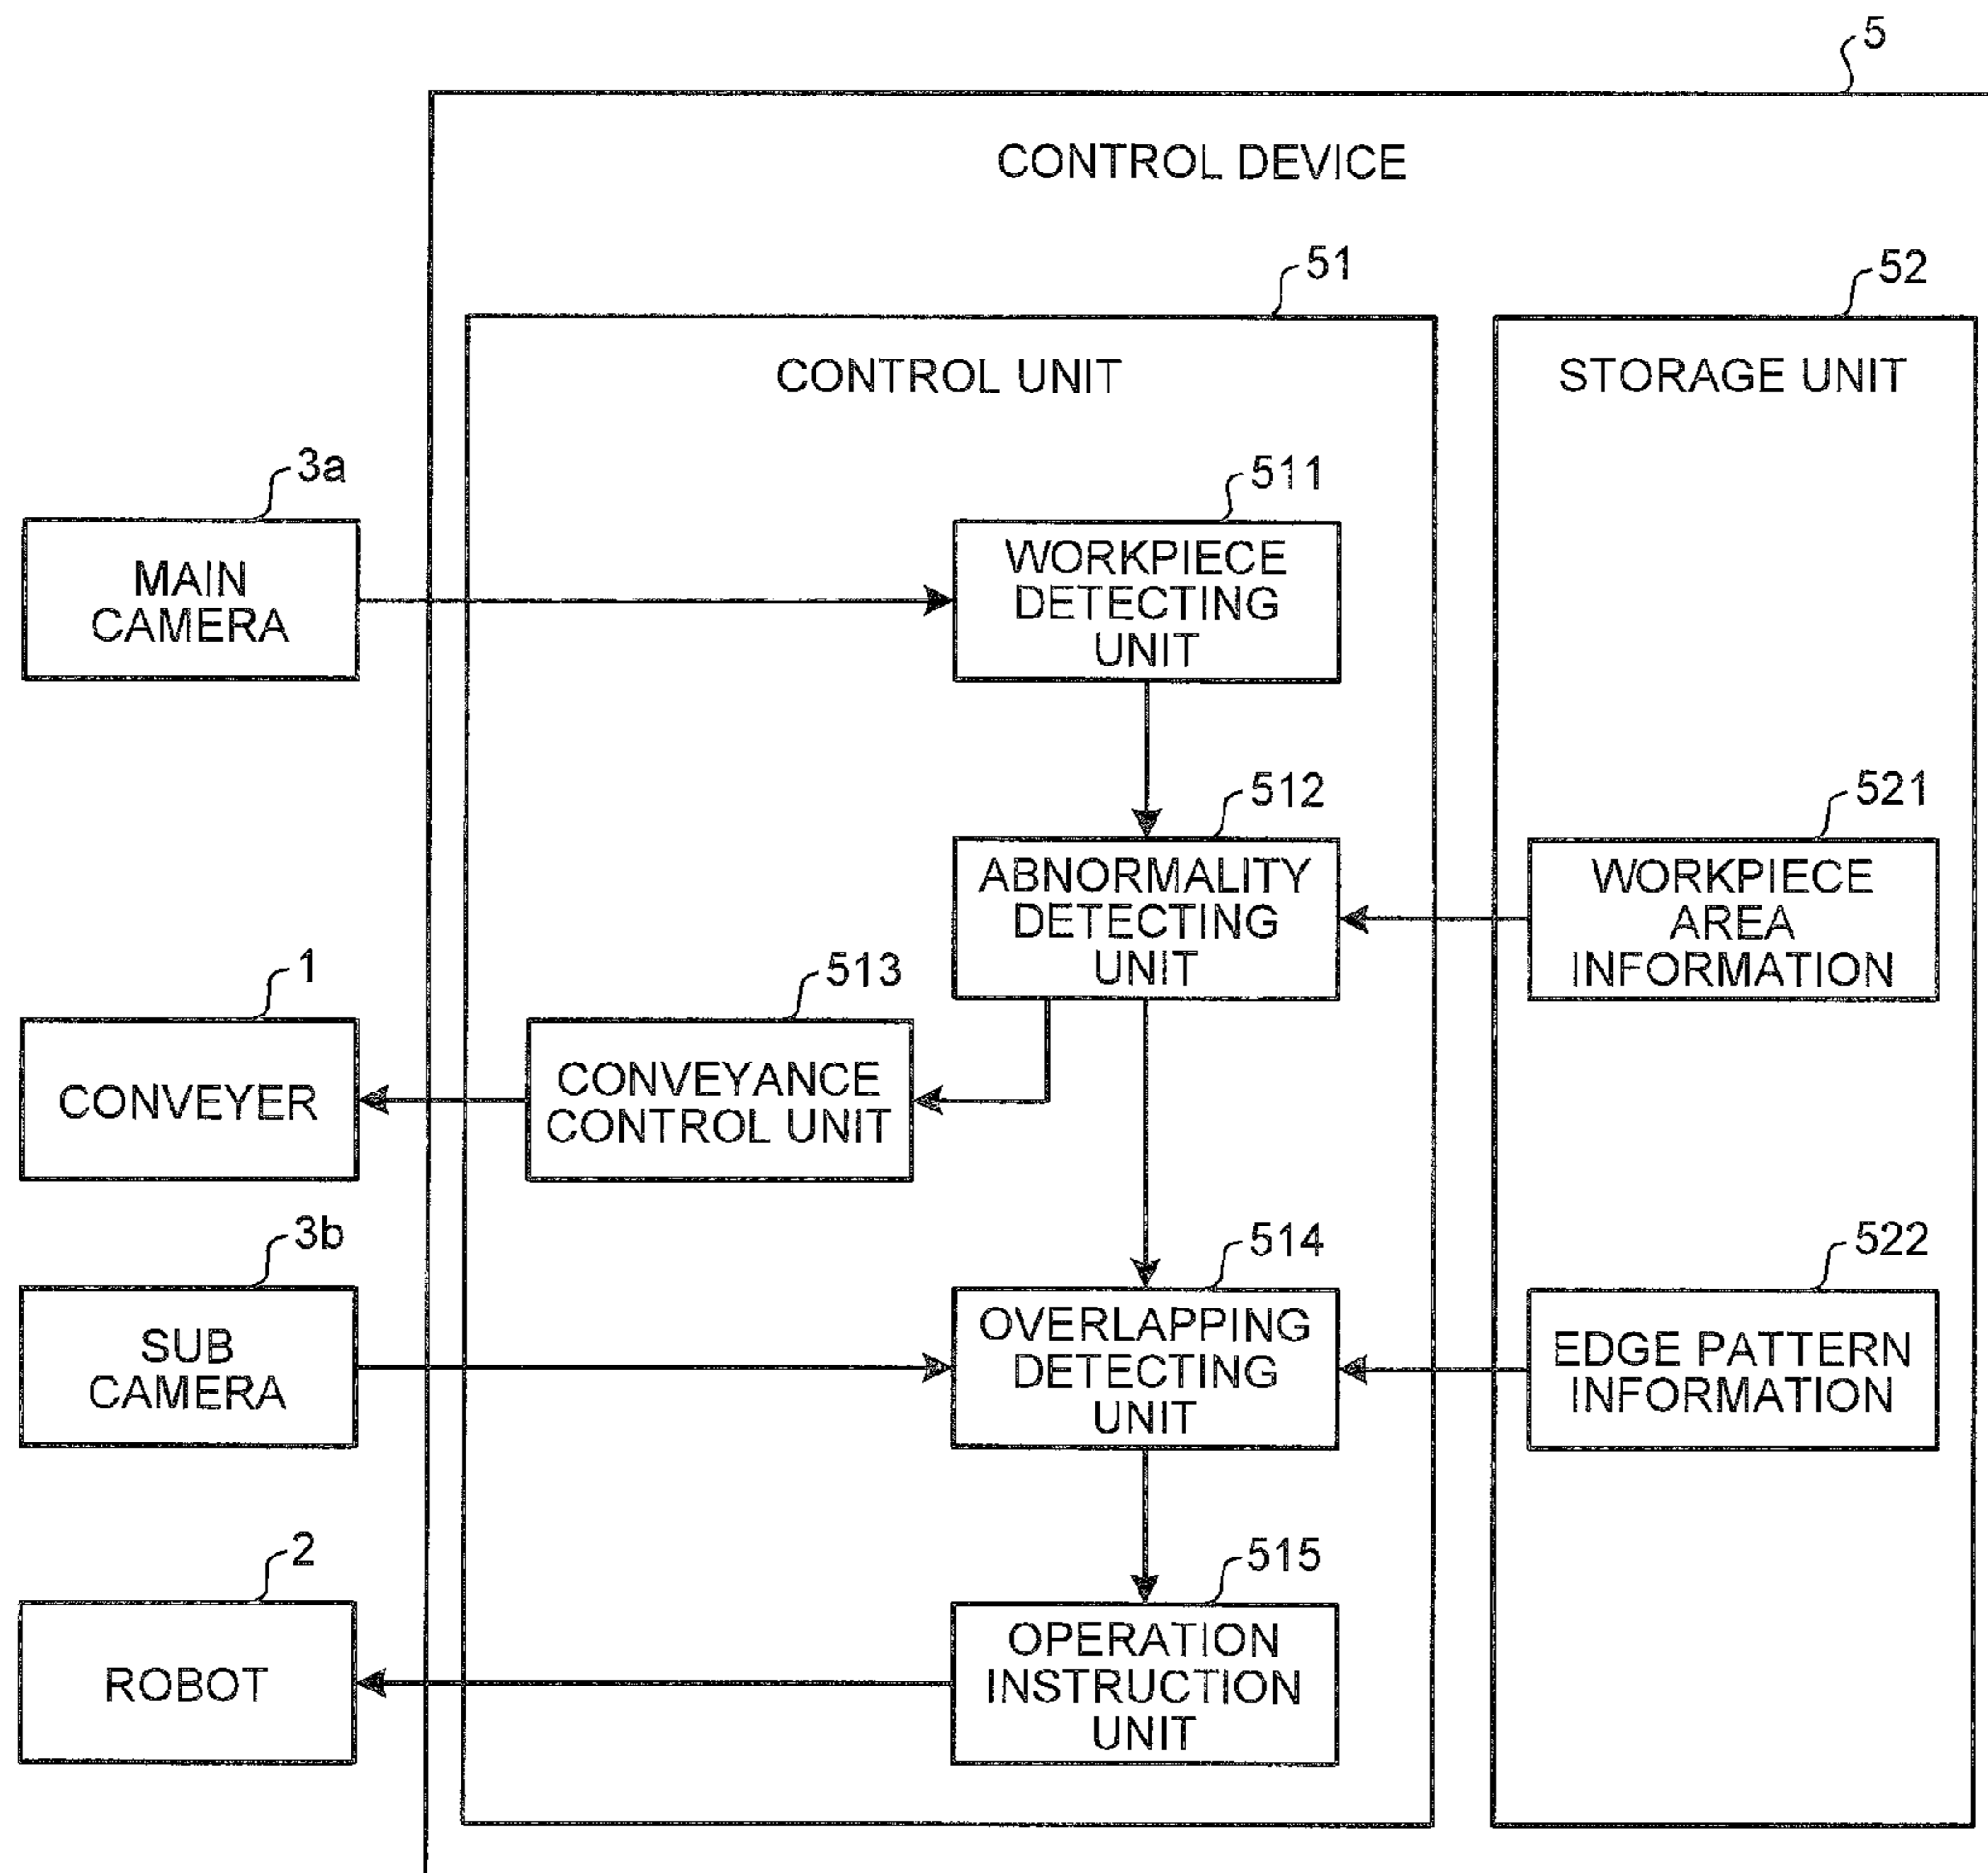 5
CONTROL DEVICE
51
52
CONTROL UNIT
STORAGE UNIT
3a
MAIN
CAMERA
511
WORKPIECE
DETECTING
UNIT
512
ABNORMALITY
DETECTING
UNIT
521
WORKPIECE
AREA
INFORMATION
1
CONVEYER
513
CONVEYANCE
CONTROL UNIT
3b
SUB
CAMERA
514
OVERLAPPING
DETECTING
UNIT
522
EDGE PATTERN
INFORMATION
2
ROBOT
515
OPERATION
INSTRUCTION
UNIT